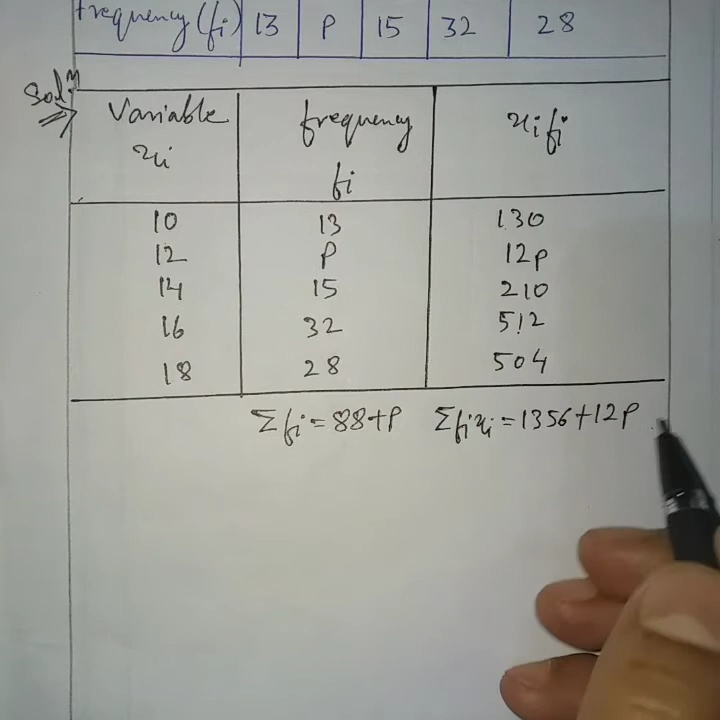 frequency (fi) 13 P 15 32 28
Solⁿ
Variable xi frequency fi xifi
10 13 130
12 P 12p
14 15 210
16 32 512
18 28 504
Σfi = 88+P Σfixi = 1356+12P